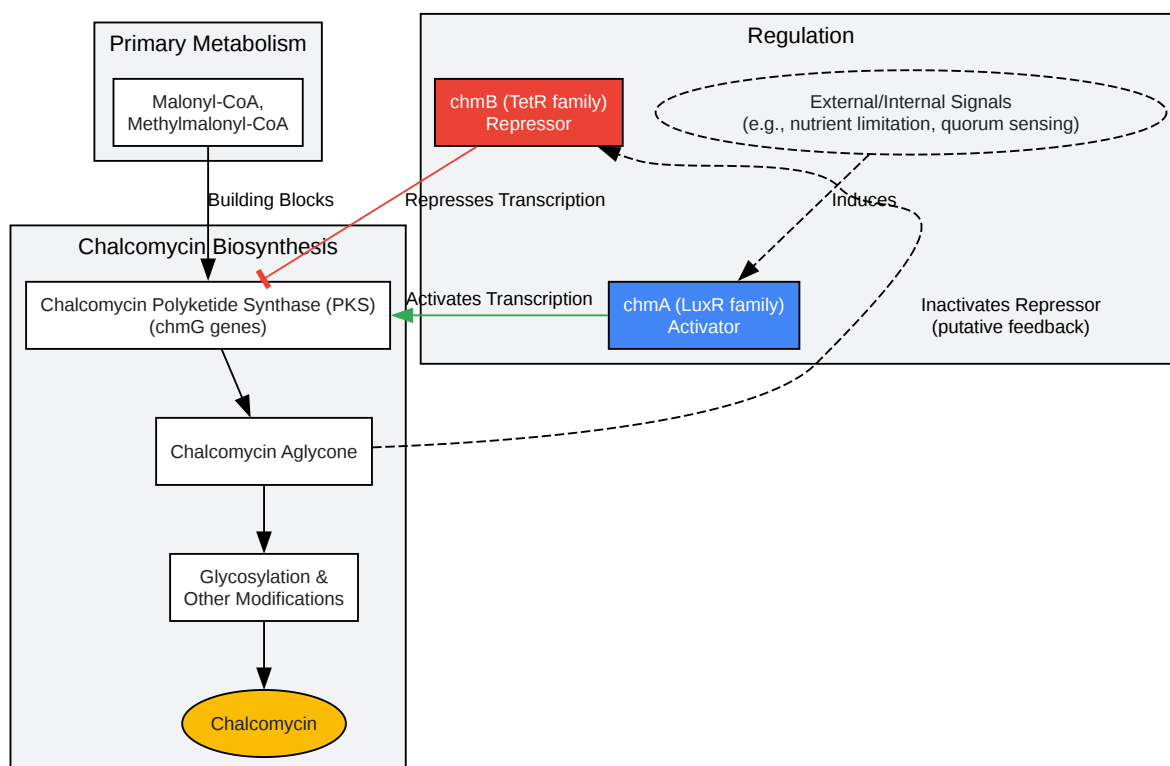 Primary Metabolism
Malonyl-CoA,
Methylmalonyl-CoA
Regulation
chmB (TetR family)
Repressor
External/Internal Signals
(e.g., nutrient limitation, quorum sensing)
Building Blocks
Represses Transcription
Induces
Chalcomycin Biosynthesis
Chalcomycin Polyketide Synthase (PKS)
(chmG genes)
Activates Transcription
chmA (LuxR family)
Activator
Inactivates Repressor
(putative feedback)
Chalcomycin Aglycone
Glycosylation &
Other Modifications
Chalcomycin